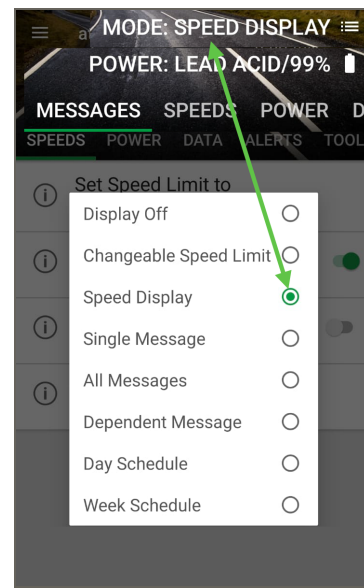 a
MODE: SPEED DISPLAY
POWER: LEAD ACID/99%
MESSAGES SPEEDS POWER D
SPEEDS POWER DATA ALERTS TOOL
Set Speed Limit to
Display Off
Changeable Speed Limit
Speed Display
Single Message
All Messages
Dependent Message
Day Schedule
Week Schedule